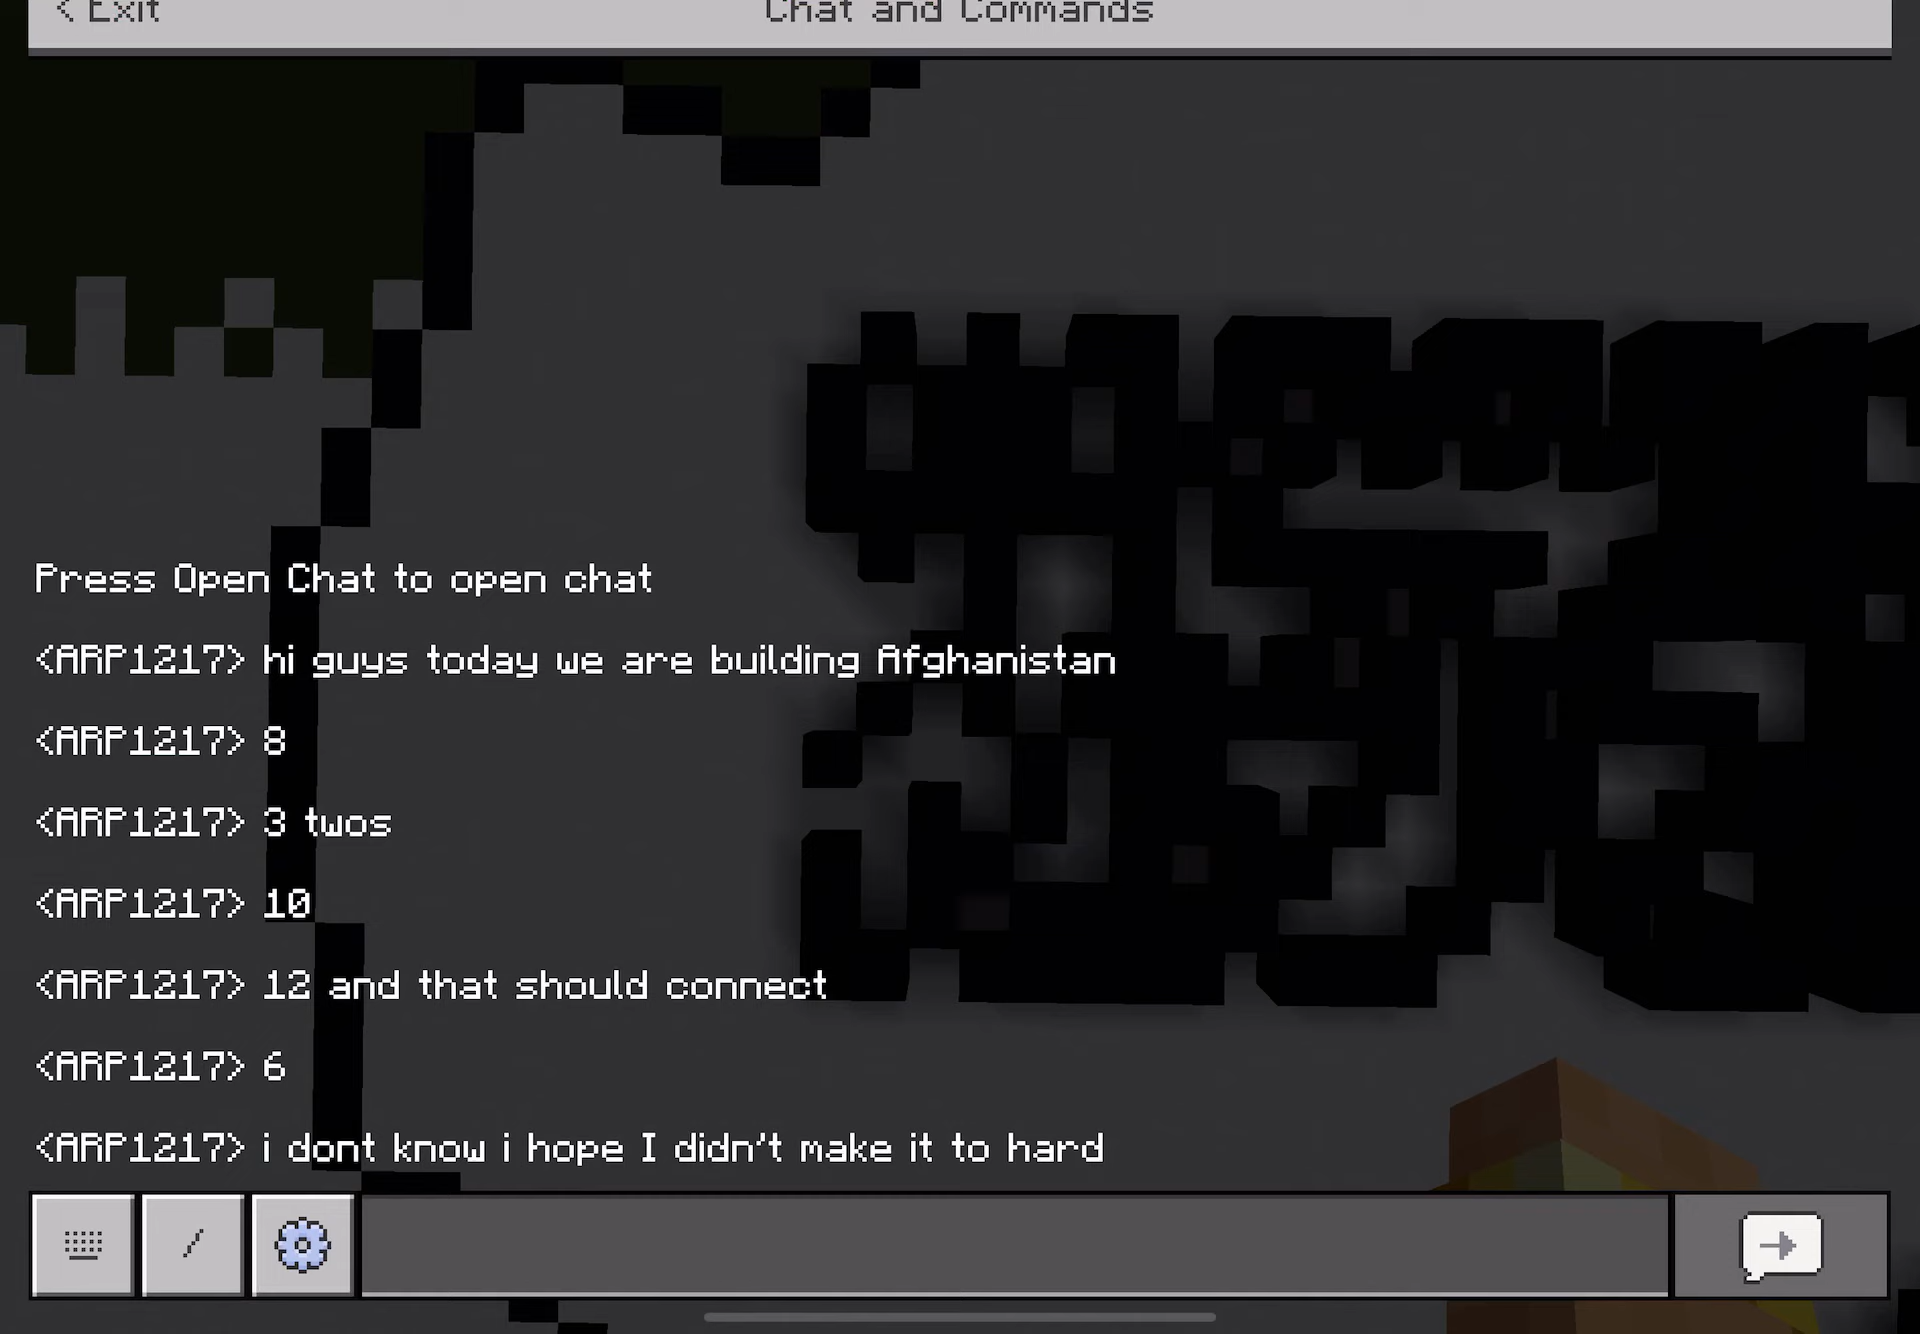 < Exit
Chat and Commands
Press Open Chat to open chat
<ARP1217> hi guys today we are building Afghanistan
<ARP1217> 8
<ARP1217> 3 twos
<ARP1217> 10
<ARP1217> 12 and that should connect
<ARP1217> 6
<ARP1217> i dont know i hope I didn't make it to hard
/